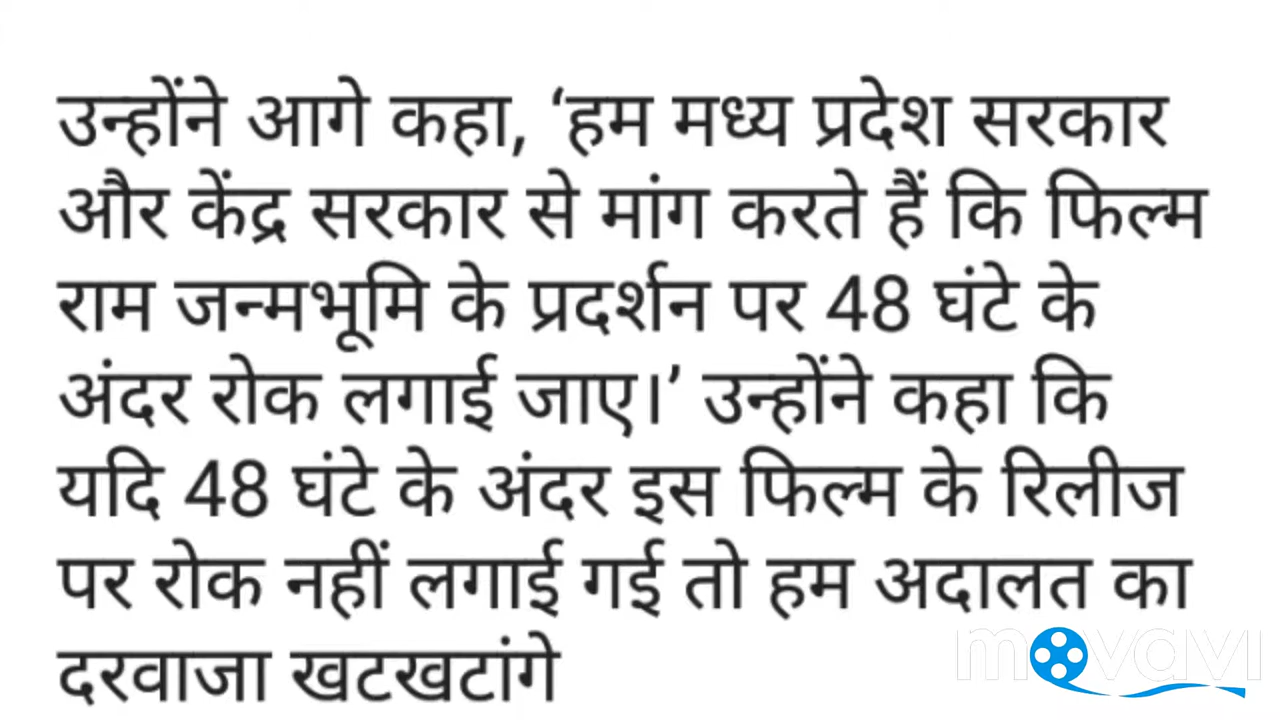 उन्होंने आगे कहा, ‘हम मध्य प्रदेश सरकार
और केंद्र सरकार से मांग करते हैं कि फिल्म
राम जन्मभूमि के प्रदर्शन पर 48 घंटे के
अंदर रोक लगाई जाए।’ उन्होंने कहा कि
यदि 48 घंटे के अंदर इस फिल्म के रिलीज
पर रोक नहीं लगाई गई तो हम अदालत का
दरवाजा खटखटांगे
movavi